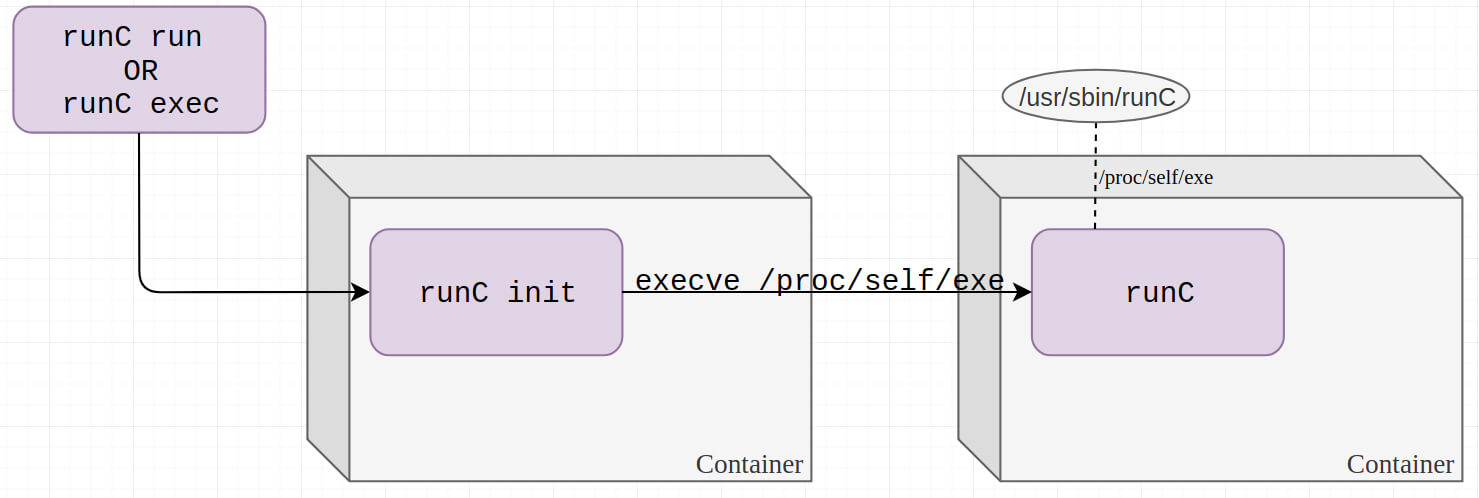 runC run
OR
runC exec
/usr/sbin/runC
/proc/self/exe
runC init
execve /proc/self/exe
runC
Container
Container